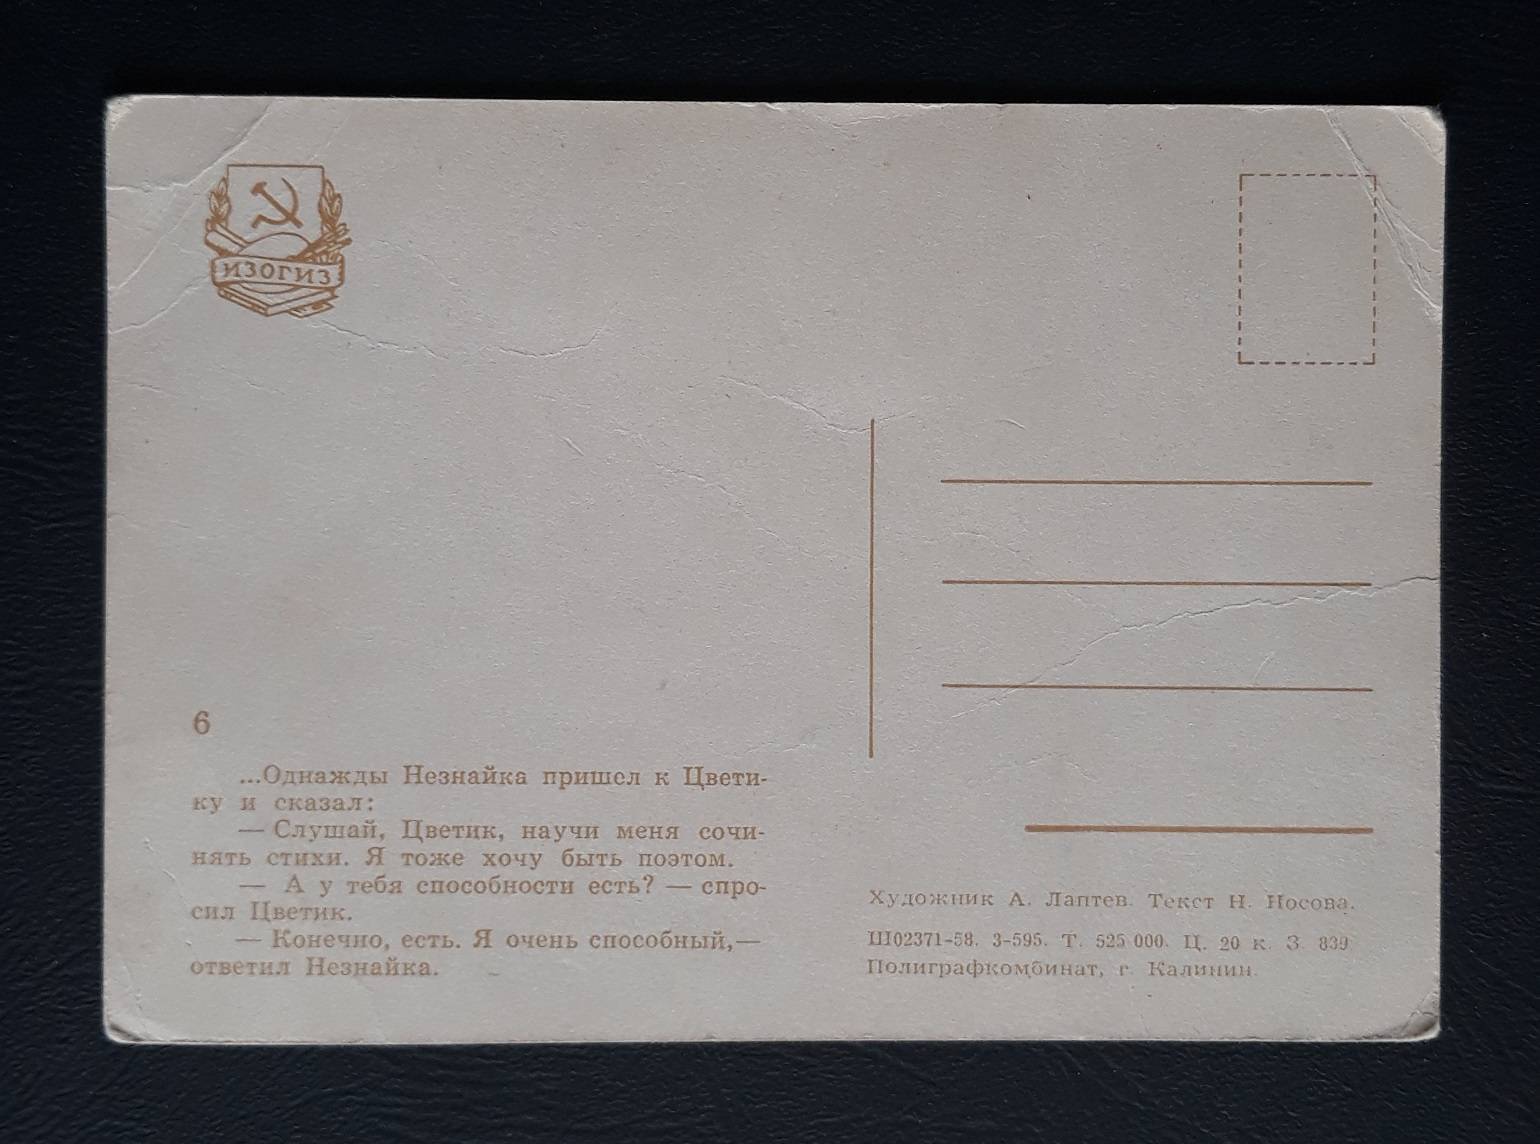 ИЗОГИЗ
6
...Однажды Незнайка пришел к Цвети-
ку и сказал:
— Слушай, Цветик, научи меня сочи-
нять стихи. Я тоже хочу быть поэтом.
— А у тебя способности есть? — спро-
сил Цветик.
— Конечно, есть. Я очень способный,—
ответил Незнайка.
Художник А. Лаптев. Текст Н. Носова.
Ш02371-58. З-595. Т. 525 000. Ц. 20 к. З. 839
Полиграфкомбинат, г. Калинин.